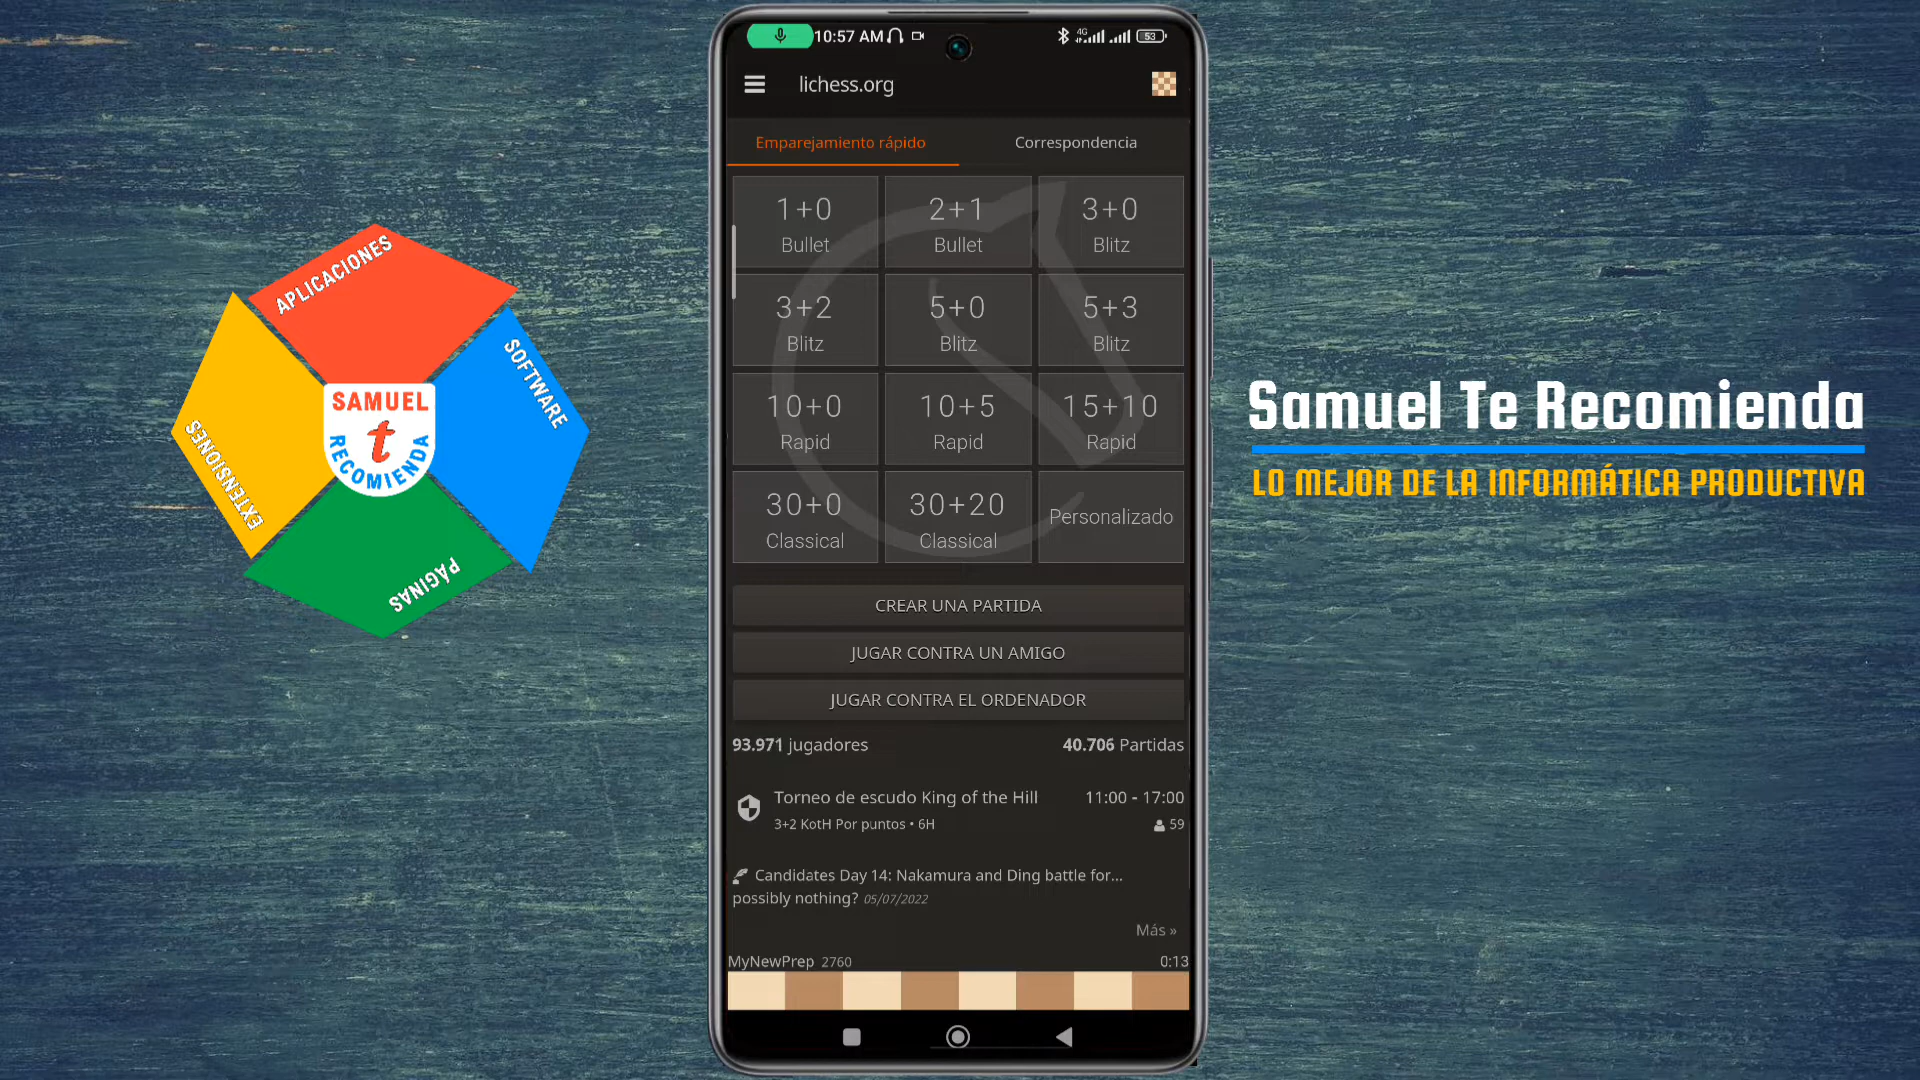 APLICACIONES
SOFTWARE
EXTENSIONES
PÁGINAS
SAMUEL
t
RECOMIENDA
10:57 AM
4G
53
lichess.org
Emparejamiento rápido
Correspondencia
1+0
Bullet
2+1
Bullet
3+0
Blitz
3+2
Blitz
5+0
Blitz
5+3
Blitz
10+0
Rapid
10+5
Rapid
15+10
Rapid
30+0
Classical
30+20
Classical
Personalizado
CREAR UNA PARTIDA
JUGAR CONTRA UN AMIGO
JUGAR CONTRA EL ORDENADOR
93.971 jugadores
40.706 Partidas
Torneo de escudo King of the Hill
11:00 - 17:00
3+2 KotH Por puntos • 6H
59
Candidates Day 14: Nakamura and Ding battle for...
possibly nothing? 05/07/2022
Más »
MyNewPrep 2760
0:13
Samuel Te Recomienda
LO MEJOR DE LA INFORMÁTICA PRODUCTIVA